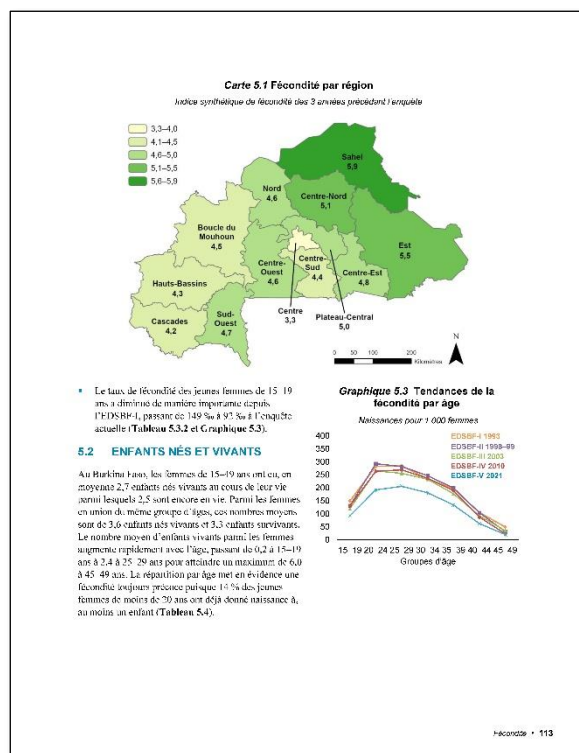 Carte 5.1 Fécondité par région
Indice synthétique de fécondité des 3 années précédant l'enquête
3,3–4,0
4,1–4,5
4,6–5,0
5,1–5,5
5,6–5,9
Sahel
5,9
Nord
4,6
Centre-Nord
5,1
Boucle du
Mouhoun
4,5
Est
5,5
Centre-
Ouest
4,6
Centre-
Sud
4,4
Centre-Est
4,8
Hauts-Bassins
4,3
Centre
3,3
Plateau-Central
5,0
Cascades
4,2
Sud-
Ouest
4,7
N
0 50 100 200
Kilomètres
• Le taux de fécondité des jeunes femmes de 15–19
ans a diminué de manière importante depuis
l'EDSBF-I, passant de 149 ‰ à 92 ‰ à l'enquête
actuelle (Tableau 5.3.2 et Graphique 5.3).
5.2 ENFANTS NÉS ET VIVANTS
Au Burkina Faso, les femmes de 15–49 ans ont eu, en
moyenne 2,7 enfants nés vivants au cours de leur vie
parmi lesquels 2,5 sont encore en vie. Parmi les femmes
en union du même groupe d'âges, ces nombres moyens
sont de 3,6 enfants nés vivants et 3,3 enfants survivants.
Le nombre moyen d'enfants vivants parmi les femmes
augmente rapidement avec l'âge, passant de 0,2 à 15–19
ans à 2,4 à 25–29 ans pour atteindre un maximum de 6,0
à 45–49 ans. La répartition par âge met en évidence une
fécondité toujours précoce puisque 14 % des jeunes
femmes de moins de 20 ans ont déjà donné naissance à,
au moins un enfant (Tableau 5.4).
Graphique 5.3 Tendances de la
fécondité par âge
Naissances pour 1 000 femmes
EDSBF-I 1993
EDSBF-II 1998–99
EDSBF-III 2003
EDSBF-IV 2010
EDSBF-V 2021
400
350
300
250
200
150
100
50
0
15 19 20 24 25 29 30 34 35 39 40 44 45 49
Groupes d'âge
Fécondité • 113